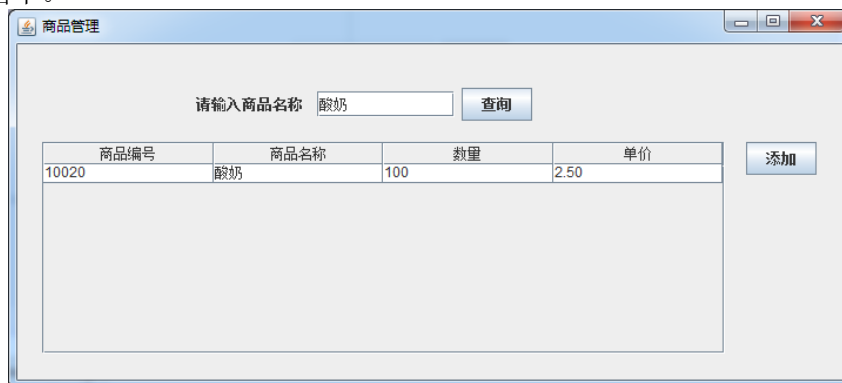 商品管理
请输入商品名称 酸奶 查询
商品编号 商品名称 数量 单价 添加
10020 酸奶 100 2.50